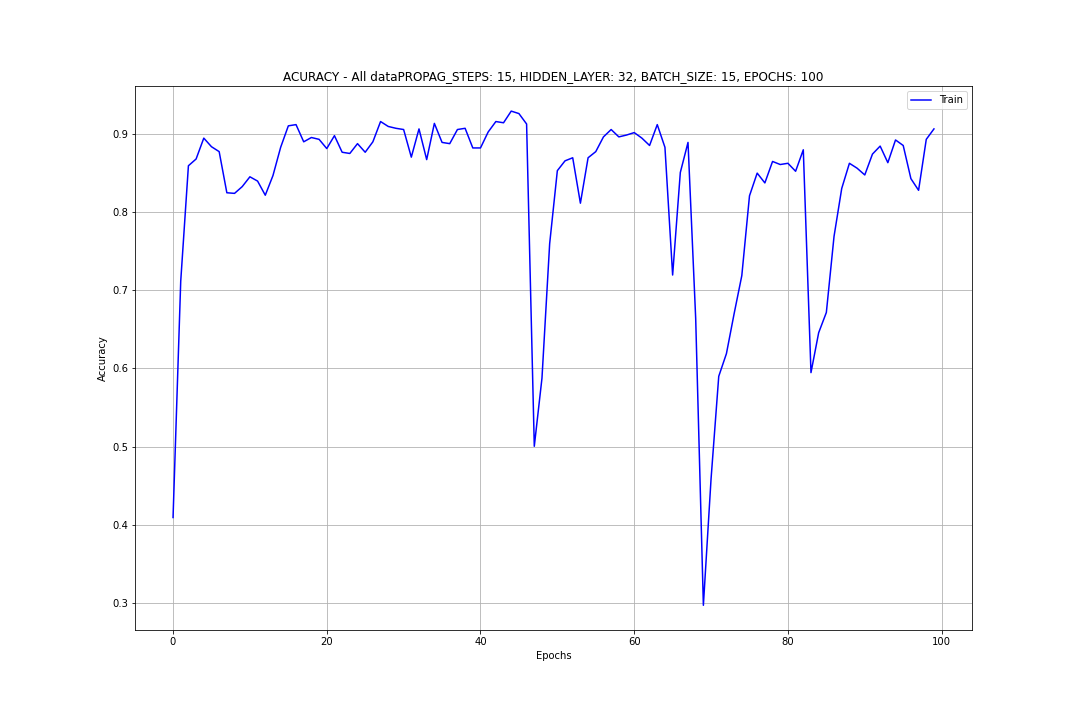 ACURACY - All dataPROPAG_STEPS: 15, HIDDEN_LAYER: 32, BATCH_SIZE: 15, EPOCHS: 100
Train
Accuracy
0.9
0.8
0.7
0.6
0.5
0.4
0.3
0 20 40 60 80 100
Epochs